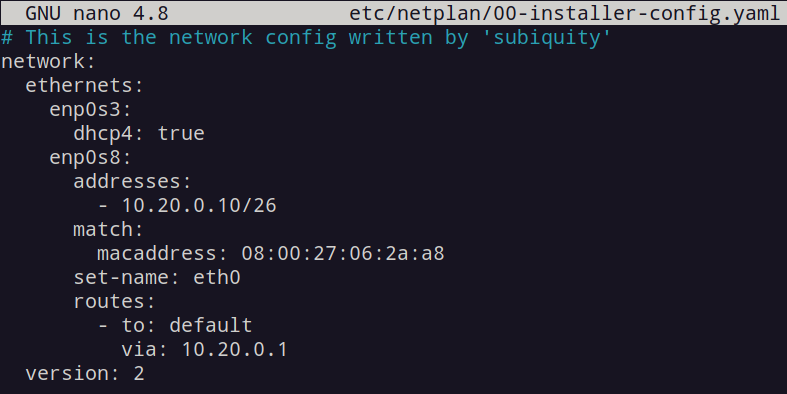 GNU nano 4.8 etc/netplan/00-installer-config.yaml
# This is the network config written by 'subiquity'
network:
  ethernets:
    enp0s3:
      dhcp4: true
    enp0s8:
      addresses:
        - 10.20.0.10/26
      match:
        macaddress: 08:00:27:06:2a:a8
      set-name: eth0
      routes:
        - to: default
          via: 10.20.0.1
  version: 2